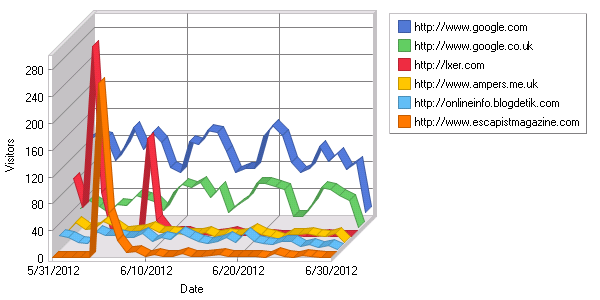 http://www.google.com
http://www.google.co.uk
http://lxer.com
http://www.ampers.me.uk
http://onlineinfo.blogdetik.com
http://www.escapistmagazine.com
280
240
200
160
120
80
40
0
Visitors
5/31/2012 6/10/2012 6/20/2012 6/30/2012
Date